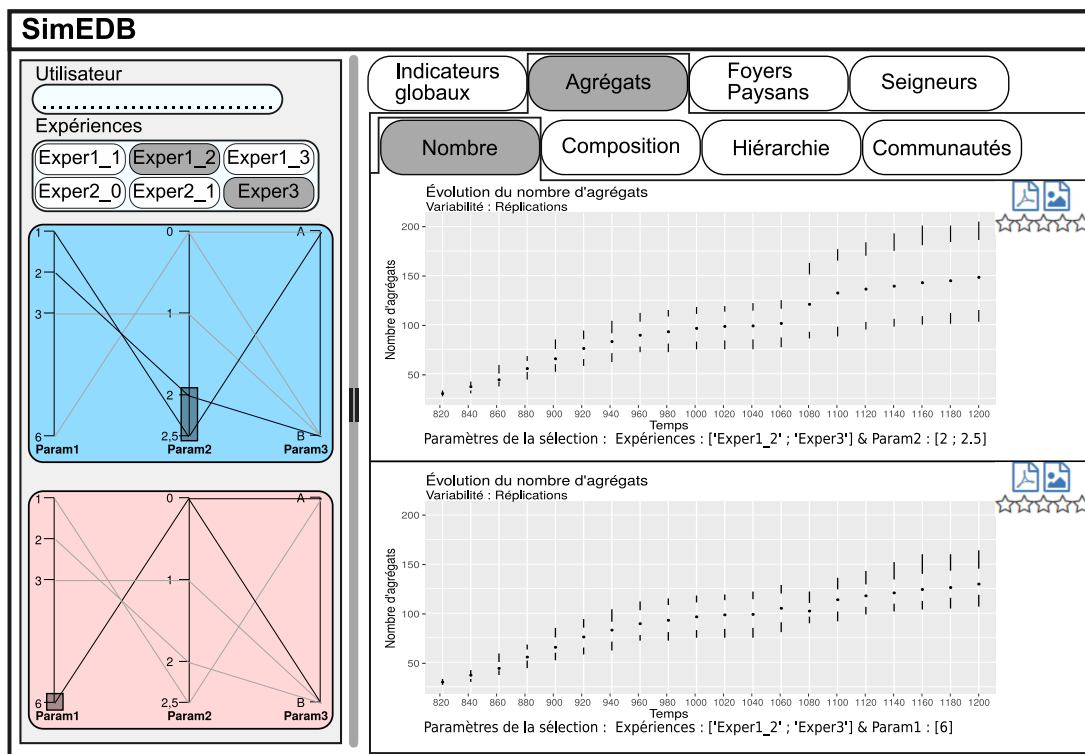 SimEDB
Utilisateur
Expériences
Exper1_1 Exper1_2 Exper1_3
Exper2_0 Exper2_1 Exper3
1 0 A
2
3 1
2
6 2,5 B
Param1 Param2 Param3
1 0 A
2
3 1
2
6 2,5 B
Param1 Param2 Param3
Indicateurs
globaux
Agrégats
Foyers
Paysans
Seigneurs
Nombre
Composition
Hiérarchie
Communautés
Évolution du nombre d'agrégats
Variabilité : Réplications
Nombre d'agrégats
200
150
100
50
820 840 860 880 900 920 940 960 980 1000 1020 1040 1060 1080 1100 1120 1140 1160 1180 1200
Temps
Paramètres de la sélection : Expériences : ['Exper1_2' ; 'Exper3'] & Param2 : [2 ; 2.5]
Évolution du nombre d'agrégats
Variabilité : Réplications
Nombre d'agrégats
200
150
100
50
820 840 860 880 900 920 940 960 980 1000 1020 1040 1060 1080 1100 1120 1140 1160 1180 1200
Temps
Paramètres de la sélection : Expériences : ['Exper1_2' ; 'Exper3'] & Param1 : [6]